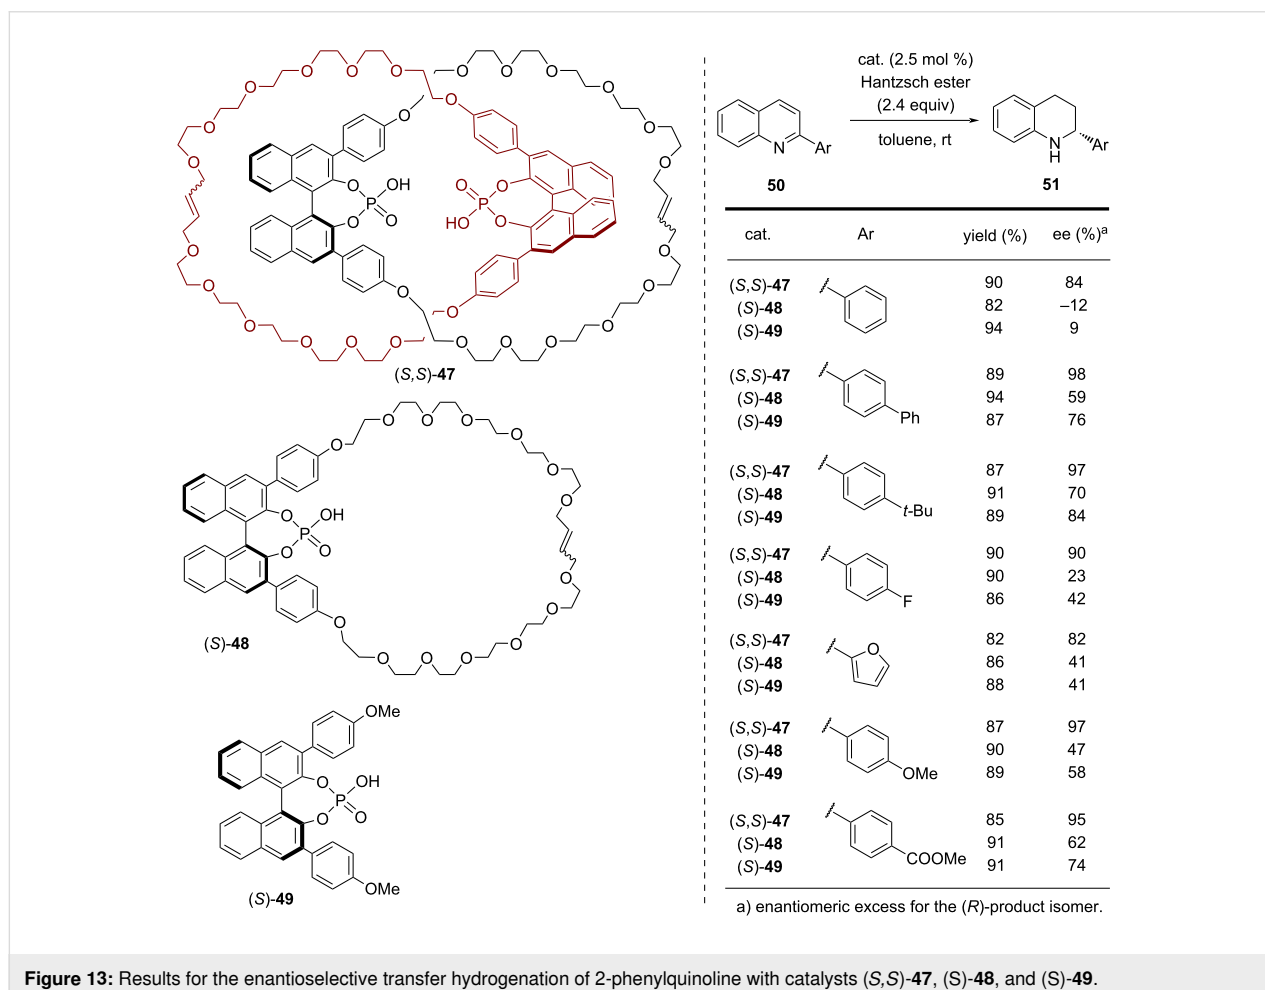 (S,S)-47
(S)-48
(S)-49
cat. (2.5 mol %)
Hantzsch ester
(2.4 equiv)
toluene, rt
N
Ar
50
N
H
Ar
51
cat. Ar yield (%) ee (%)a
(S,S)-47 90 84
(S)-48 82 –12
(S)-49 94 9
(S,S)-47 89 98
(S)-48 94 59
(S)-49 87 76
Ph
(S,S)-47 87 97
(S)-48 91 70
(S)-49 89 84
t-Bu
(S,S)-47 90 90
(S)-48 90 23
(S)-49 86 42
F
(S,S)-47 82 82
(S)-48 86 41
(S)-49 88 41
O
(S,S)-47 87 97
(S)-48 90 47
(S)-49 89 58
OMe
(S,S)-47 85 95
(S)-48 91 62
(S)-49 91 74
COOMe
a) enantiomeric excess for the (R)-product isomer.
OMe
O
OH
P
O
O
OMe
Figure 13: Results for the enantioselective transfer hydrogenation of 2-phenylquinoline with catalysts (S,S)-47, (S)-48, and (S)-49.